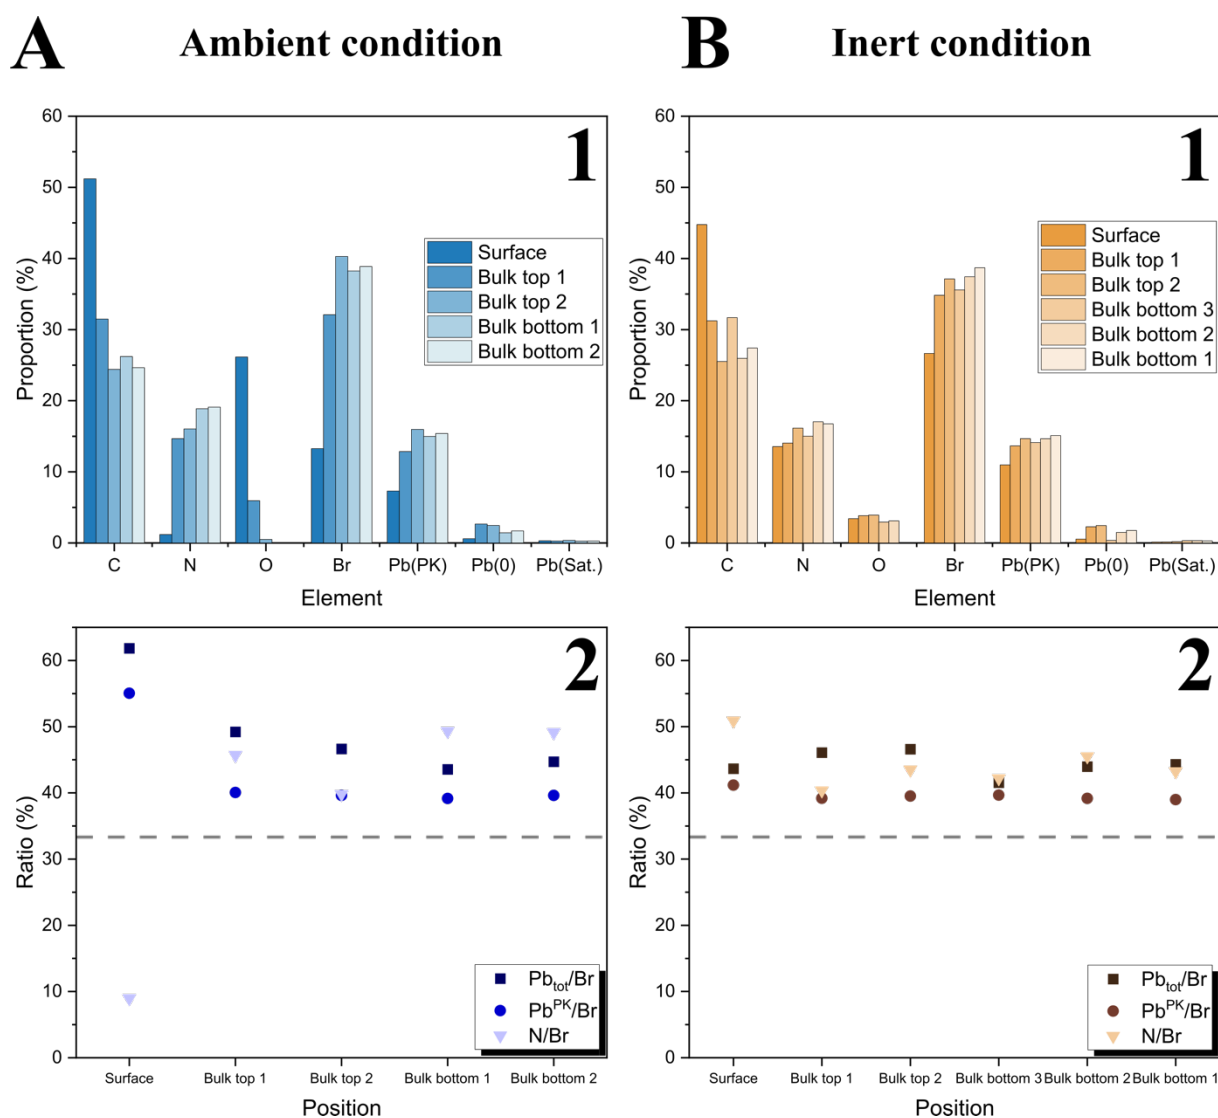 A Ambient condition
B Inert condition
1
60
50
40
30
20
10
0
Proportion (%)
Surface
Bulk top 1
Bulk top 2
Bulk bottom 1
Bulk bottom 2
C N O Br Pb(PK) Pb(0) Pb(Sat.)
Element
1
60
50
40
30
20
10
0
Proportion (%)
Surface
Bulk top 1
Bulk top 2
Bulk bottom 3
Bulk bottom 2
Bulk bottom 1
C N O Br Pb(PK) Pb(0) Pb(Sat.)
Element
2
60
50
40
30
20
10
0
Ratio (%)
Pbtot/Br
PbPK/Br
N/Br
Surface Bulk top 1 Bulk top 2 Bulk bottom 1 Bulk bottom 2
Position
2
60
50
40
30
20
10
0
Ratio (%)
Pbtot/Br
PbPK/Br
N/Br
Surface Bulk top 1 Bulk top 2 Bulk bottom 3 Bulk bottom 2 Bulk bottom 1
Position